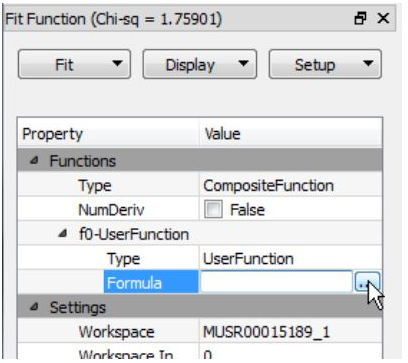 Fit Function (Chi-sq = 1.75901)
Fit Display Setup
Property Value
Functions
Type CompositeFunction
NumDeriv False
f0-UserFunction
Type UserFunction
Formula ...
Settings
Workspace MUSR00015189_1
Workspace In 0